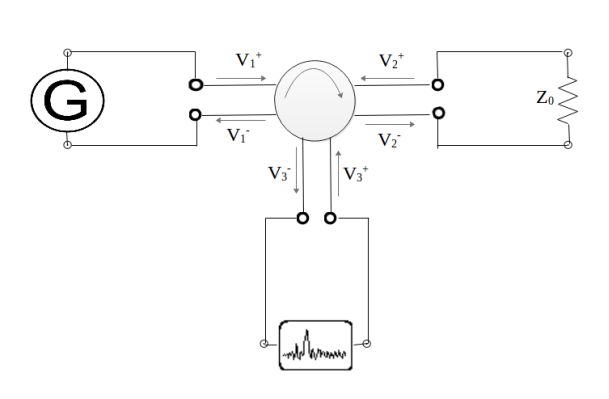 V1+ V2+
G
Z0
V1- V2-
V3- V3+